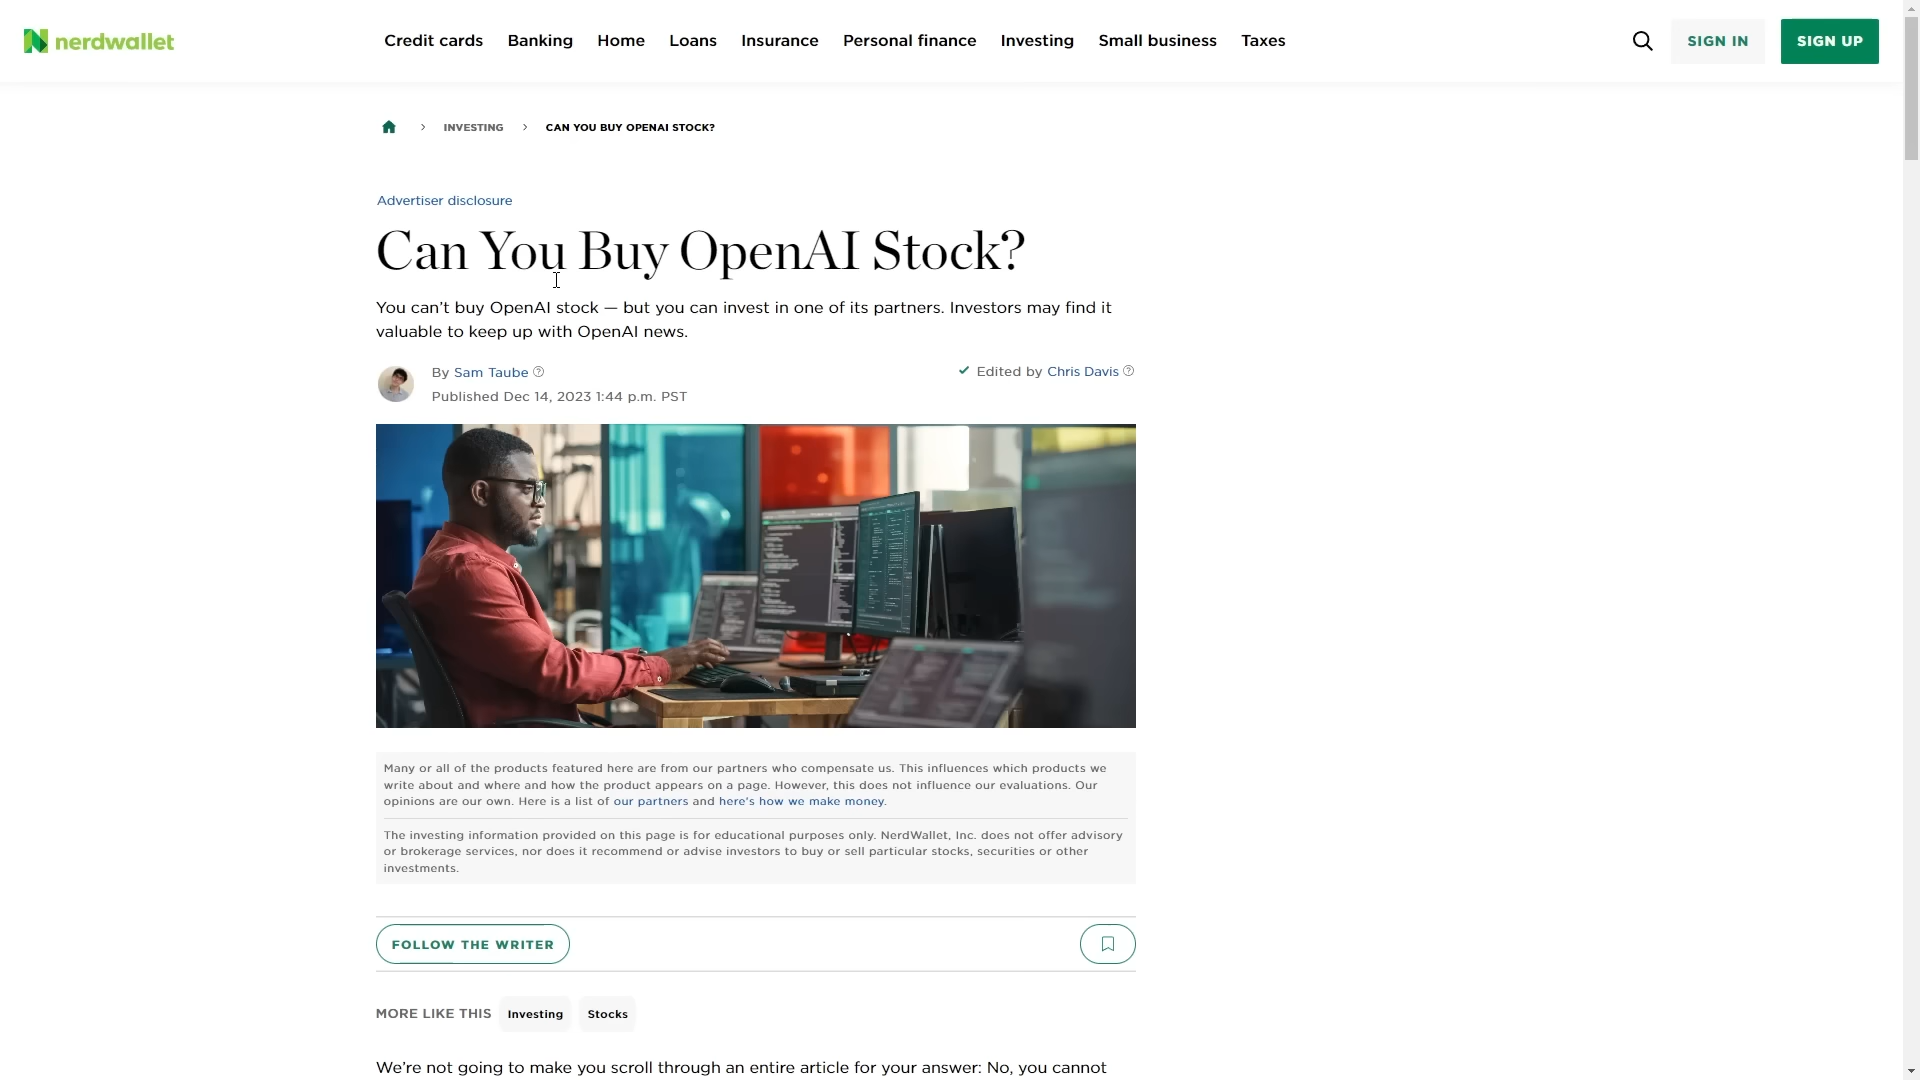 nerdwallet
Credit cards Banking Home Loans Insurance Personal finance Investing Small business Taxes
SIGN IN
SIGN UP
INVESTING > CAN YOU BUY OPENAI STOCK?
Advertiser disclosure
Can You Buy OpenAI Stock?
You can’t buy OpenAI stock — but you can invest in one of its partners. Investors may find it
valuable to keep up with OpenAI news.
By Sam Taube
Edited by Chris Davis
Published Dec 14, 2023 1:44 p.m. PST
Many or all of the products featured here are from our partners who compensate us. This influences which products we
write about and where and how the product appears on a page. However, this does not influence our evaluations. Our
opinions are our own. Here is a list of our partners and here's how we make money.
The investing information provided on this page is for educational purposes only. NerdWallet, Inc. does not offer advisory
or brokerage services, nor does it recommend or advise investors to buy or sell particular stocks, securities or other
investments.
FOLLOW THE WRITER
MORE LIKE THIS Investing Stocks
We’re not going to make you scroll through an entire article for your answer: No, you cannot